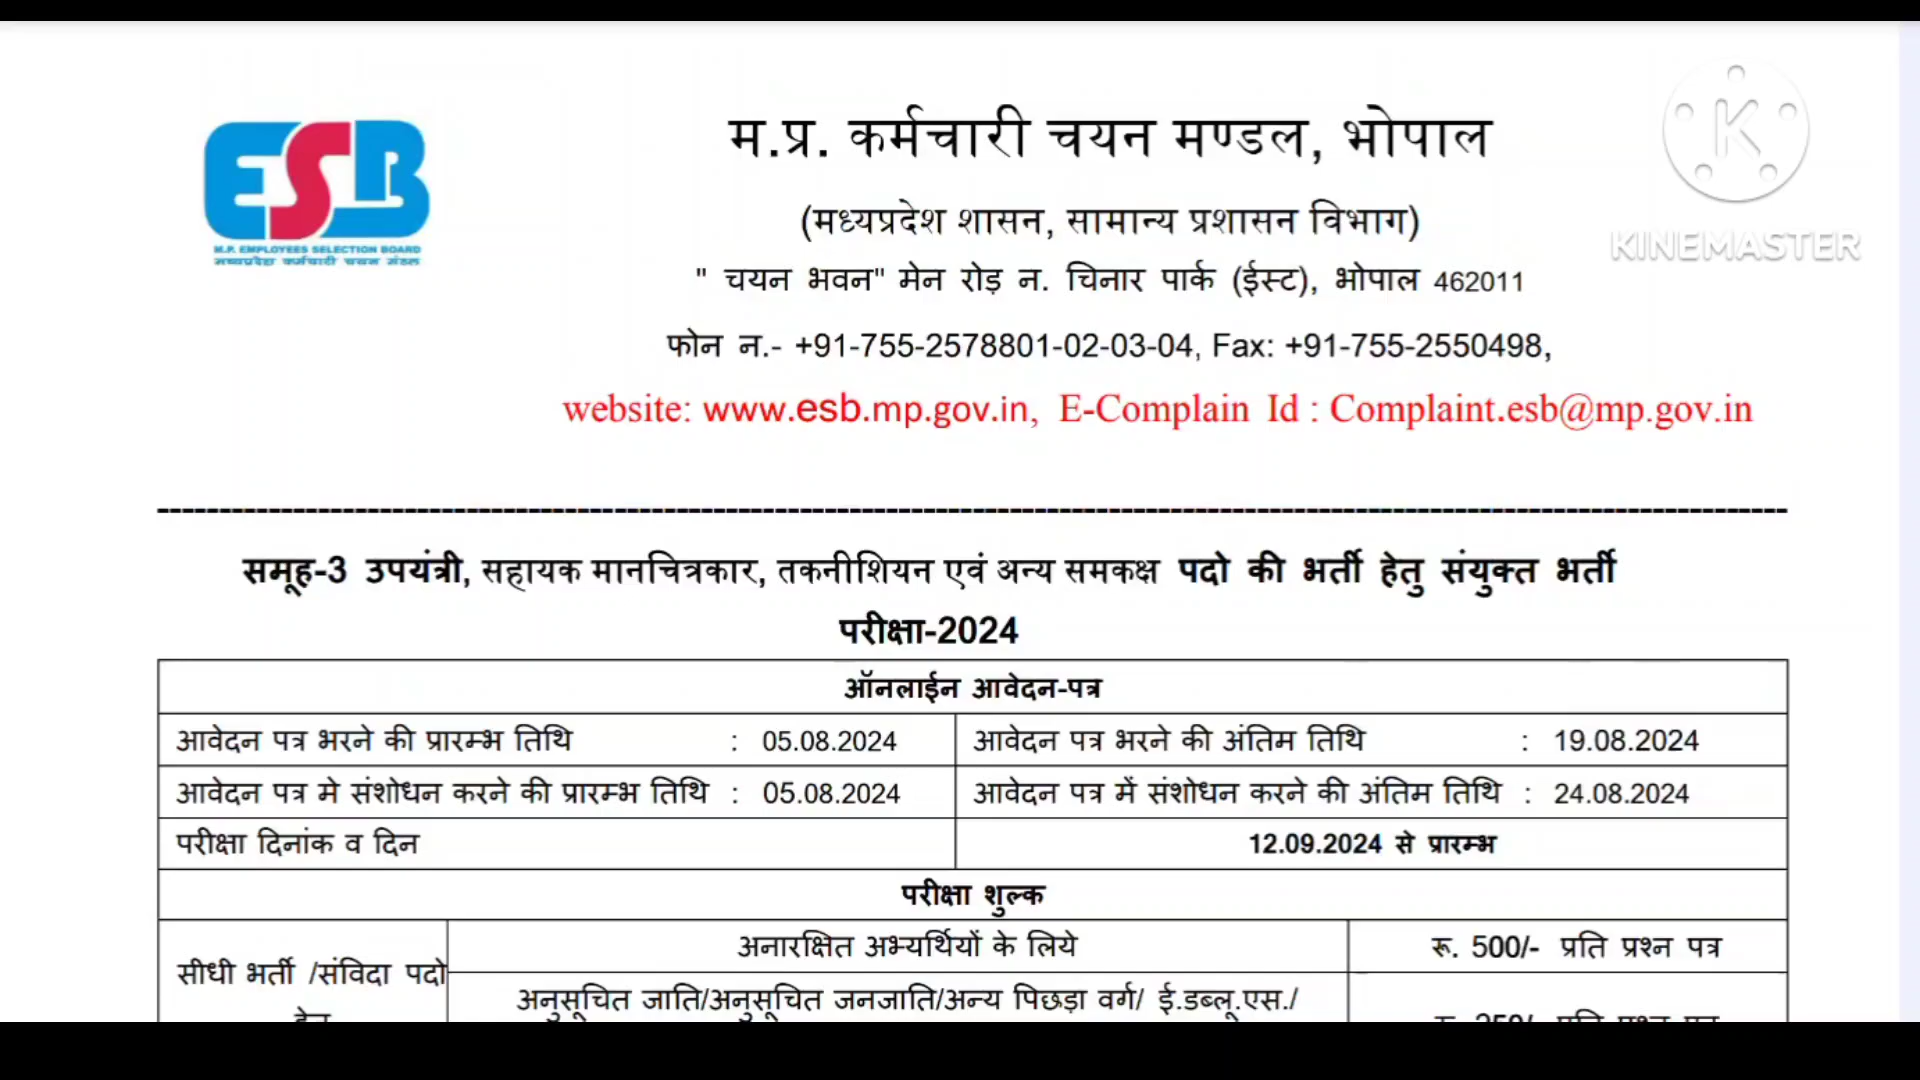 ESB
M.P. EMPLOYEES SELECTION BOARD
मध्यप्रदेश कर्मचारी चयन मंडल
म.प्र. कर्मचारी चयन मण्डल, भोपाल
K
KINEMASTER
(मध्यप्रदेश शासन, सामान्य प्रशासन विभाग)
" चयन भवन" मेन रोड़ न. चिनार पार्क (ईस्ट), भोपाल 462011
फोन न.- +91-755-2578801-02-03-04, Fax: +91-755-2550498,
website: www.esb.mp.gov.in, E-Complain Id : Complaint.esb@mp.gov.in
समूह-3 उपयंत्री, सहायक मानचित्रकार, तकनीशियन एवं अन्य समकक्ष पदो की भर्ती हेतु संयुक्त भर्ती
परीक्षा-2024
ऑनलाईन आवेदन-पत्र
आवेदन पत्र भरने की प्रारम्भ तिथि : 05.08.2024 आवेदन पत्र भरने की अंतिम तिथि : 19.08.2024
आवेदन पत्र मे संशोधन करने की प्रारम्भ तिथि : 05.08.2024 आवेदन पत्र में संशोधन करने की अंतिम तिथि : 24.08.2024
परीक्षा दिनांक व दिन 12.09.2024 से प्रारम्भ
परीक्षा शुल्क
अनारक्षित अभ्यर्थियों के लिये रू. 500/- प्रति प्रश्न पत्र
सीधी भर्ती /संविदा पदो
अनुसूचित जाति/अनुसूचित जनजाति/अन्य पिछड़ा वर्ग/ ई.डब्लू.एस./